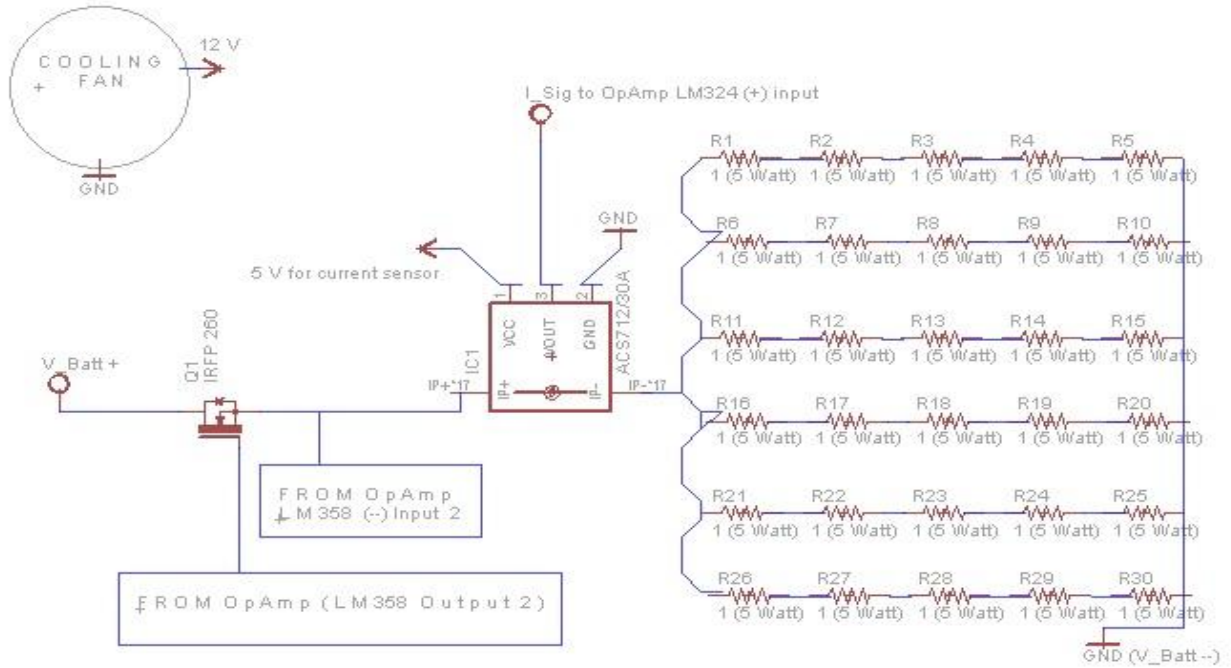 COOLING
FAN
+
12 V
GND
I_Sig to OpAmp LM324 (+) input
GND
5 V for current sensor
1
3
2
VCC
VOUT
GND
IC1
ACS712/30A
IP+*17
IP+
IP-
IP-*17
V_Batt +
Q1
IRFP 260
FROM OpAmp
LM358 (--) Input 2
FROM OpAmp (LM358 Output 2)
R1 R2 R3 R4 R5
1 (5 Watt) 1 (5 Watt) 1 (5 Watt) 1 (5 Watt) 1 (5 Watt)
R6 R7 R8 R9 R10
1 (5 Watt) 1 (5 Watt) 1 (5 Watt) 1 (5 Watt) 1 (5 Watt)
R11 R12 R13 R14 R15
1 (5 Watt) 1 (5 Watt) 1 (5 Watt) 1 (5 Watt) 1 (5 Watt)
R16 R17 R18 R19 R20
1 (5 Watt) 1 (5 Watt) 1 (5 Watt) 1 (5 Watt) 1 (5 Watt)
R21 R22 R23 R24 R25
1 (5 Watt) 1 (5 Watt) 1 (5 Watt) 1 (5 Watt) 1 (5 Watt)
R26 R27 R28 R29 R30
1 (5 Watt) 1 (5 Watt) 1 (5 Watt) 1 (5 Watt) 1 (5 Watt)
GND (V_Batt --)